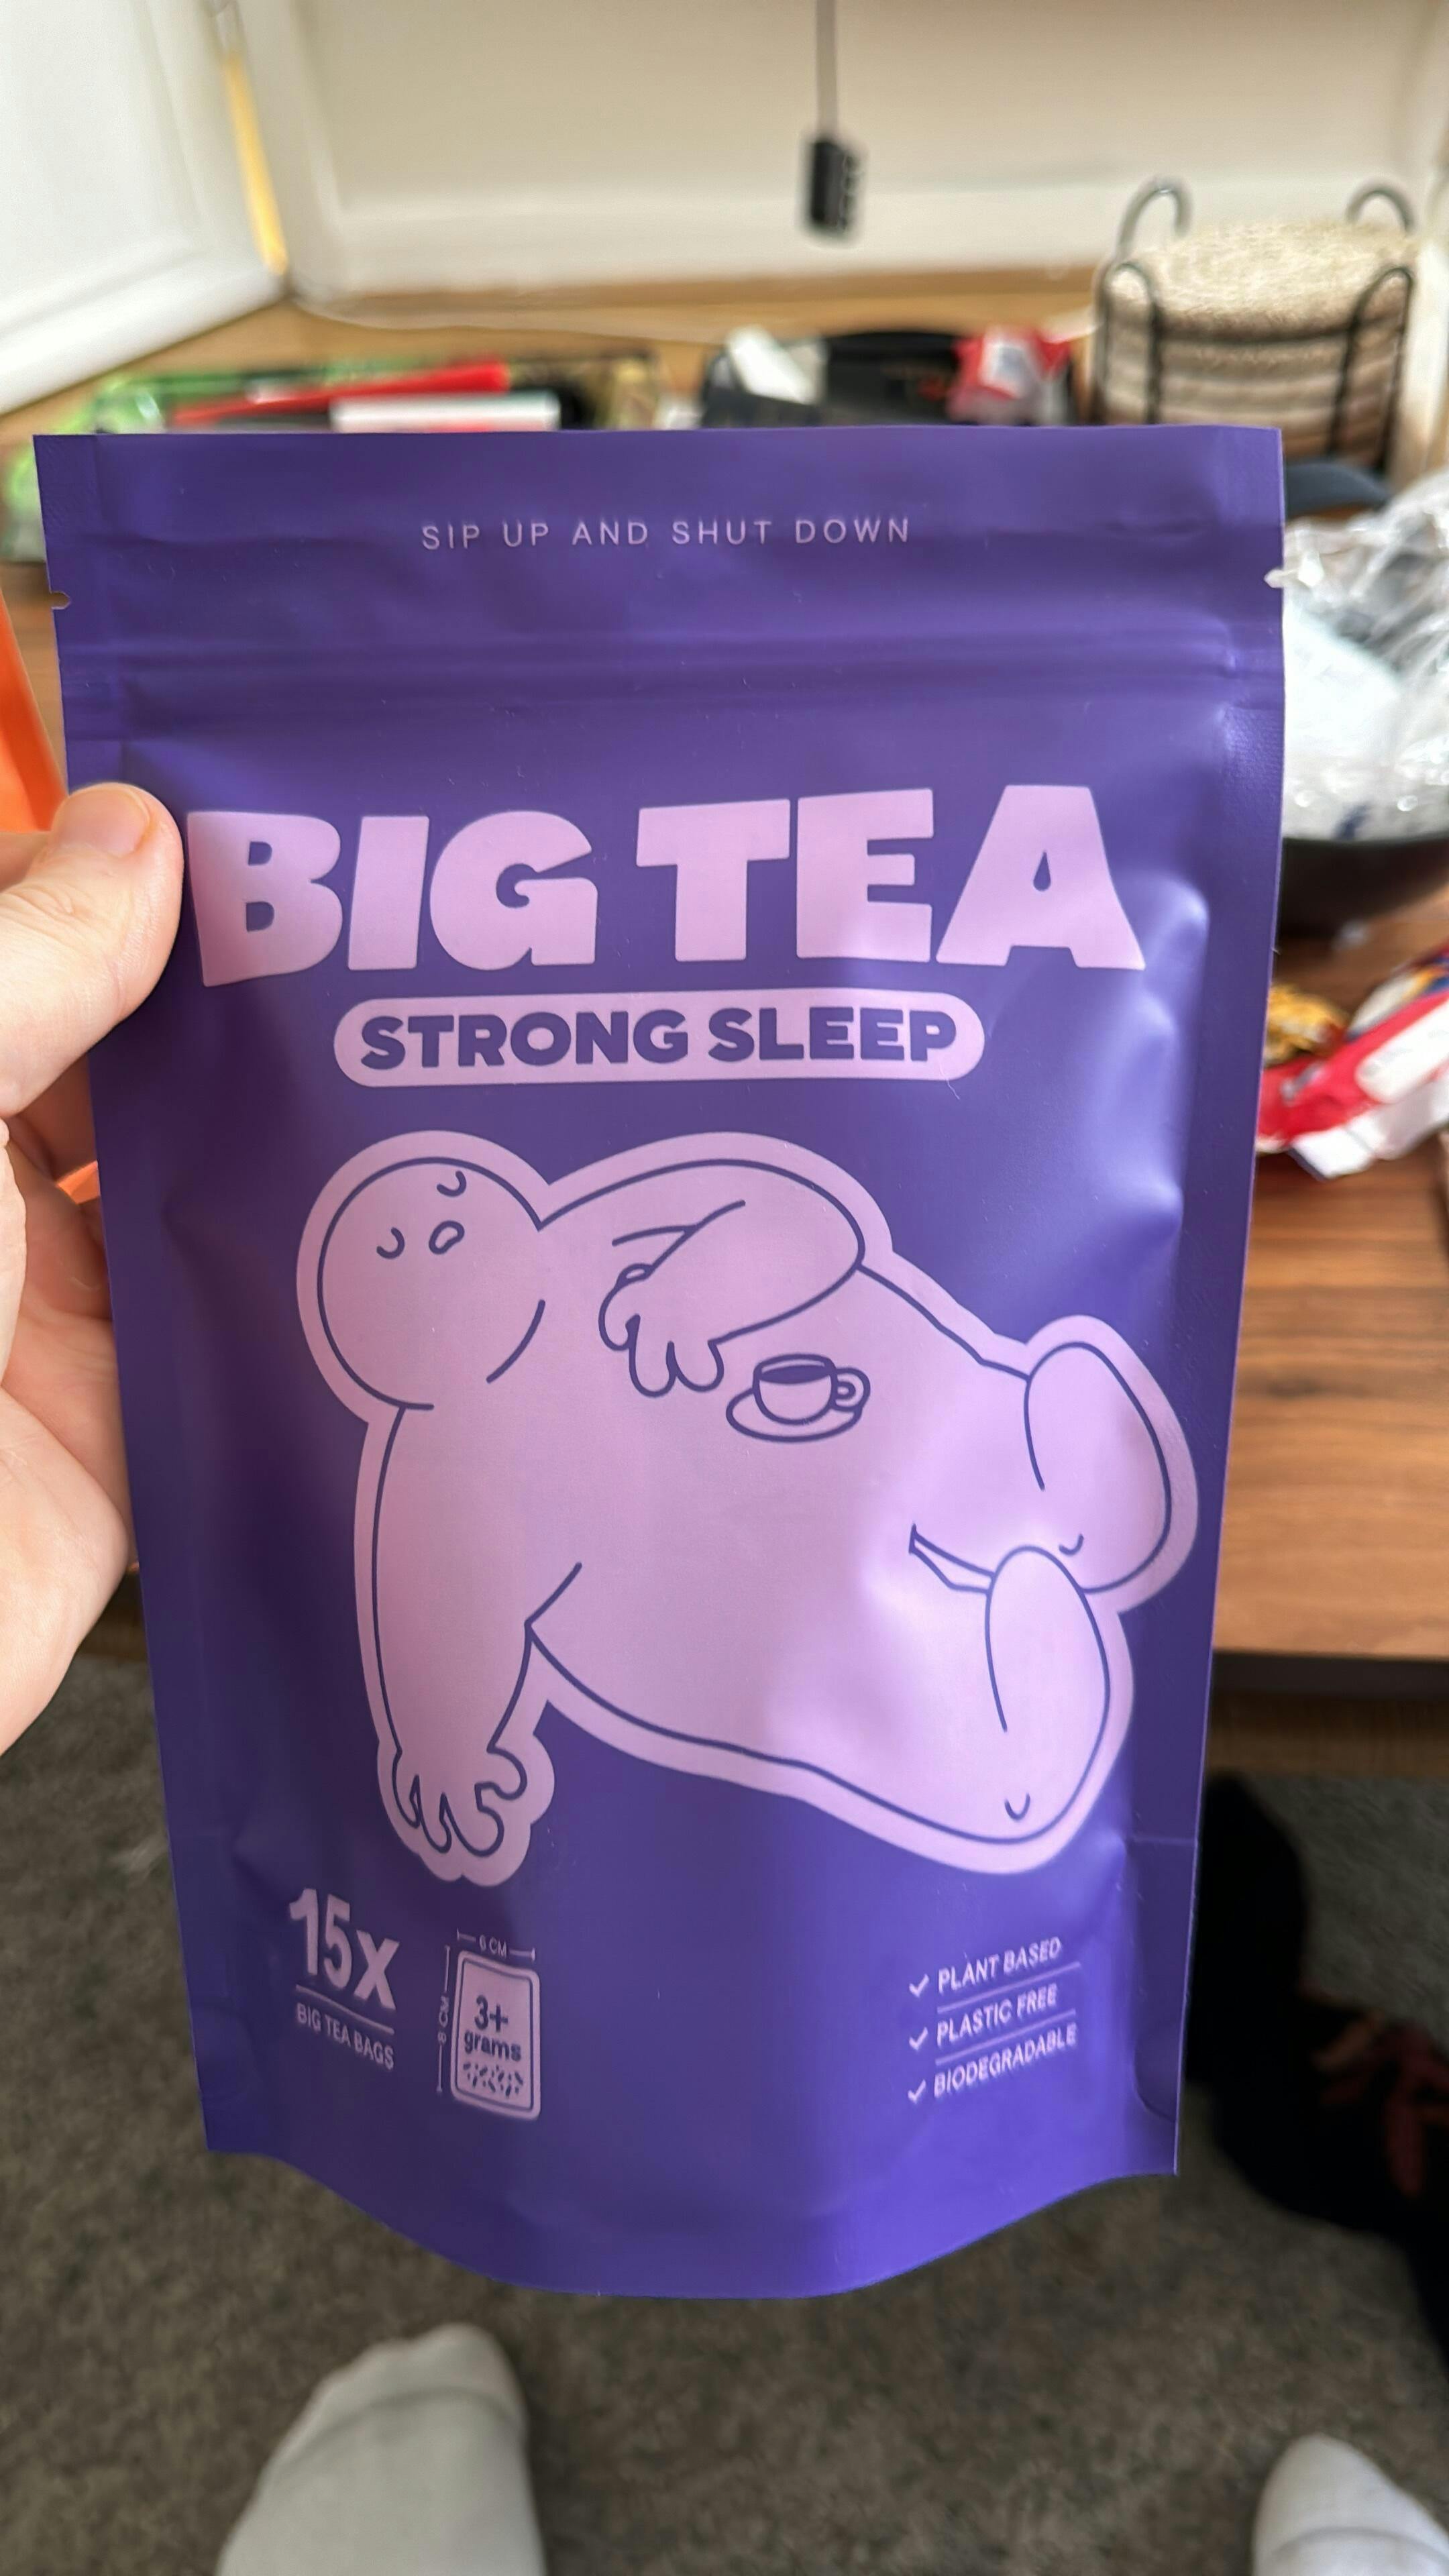 SIP UP AND SHUT DOWN
BIG TEA
STRONG SLEEP
15x
BIG TEA BAGS
6 CM
8 CM
3+
grams
PLANT BASED
PLASTIC FREE
BIODEGRADABLE